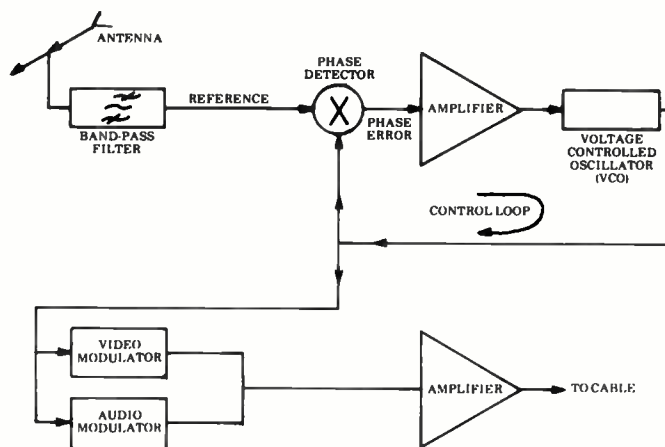 ANTENNA
PHASE
DETECTOR
REFERENCE
BAND-PASS
FILTER
X
PHASE
ERROR
AMPLIFIER
VOLTAGE
CONTROLLED
OSCILLATOR
(VCO)
CONTROL LOOP
VIDEO
MODULATOR
AUDIO
MODULATOR
AMPLIFIER
TO CABLE